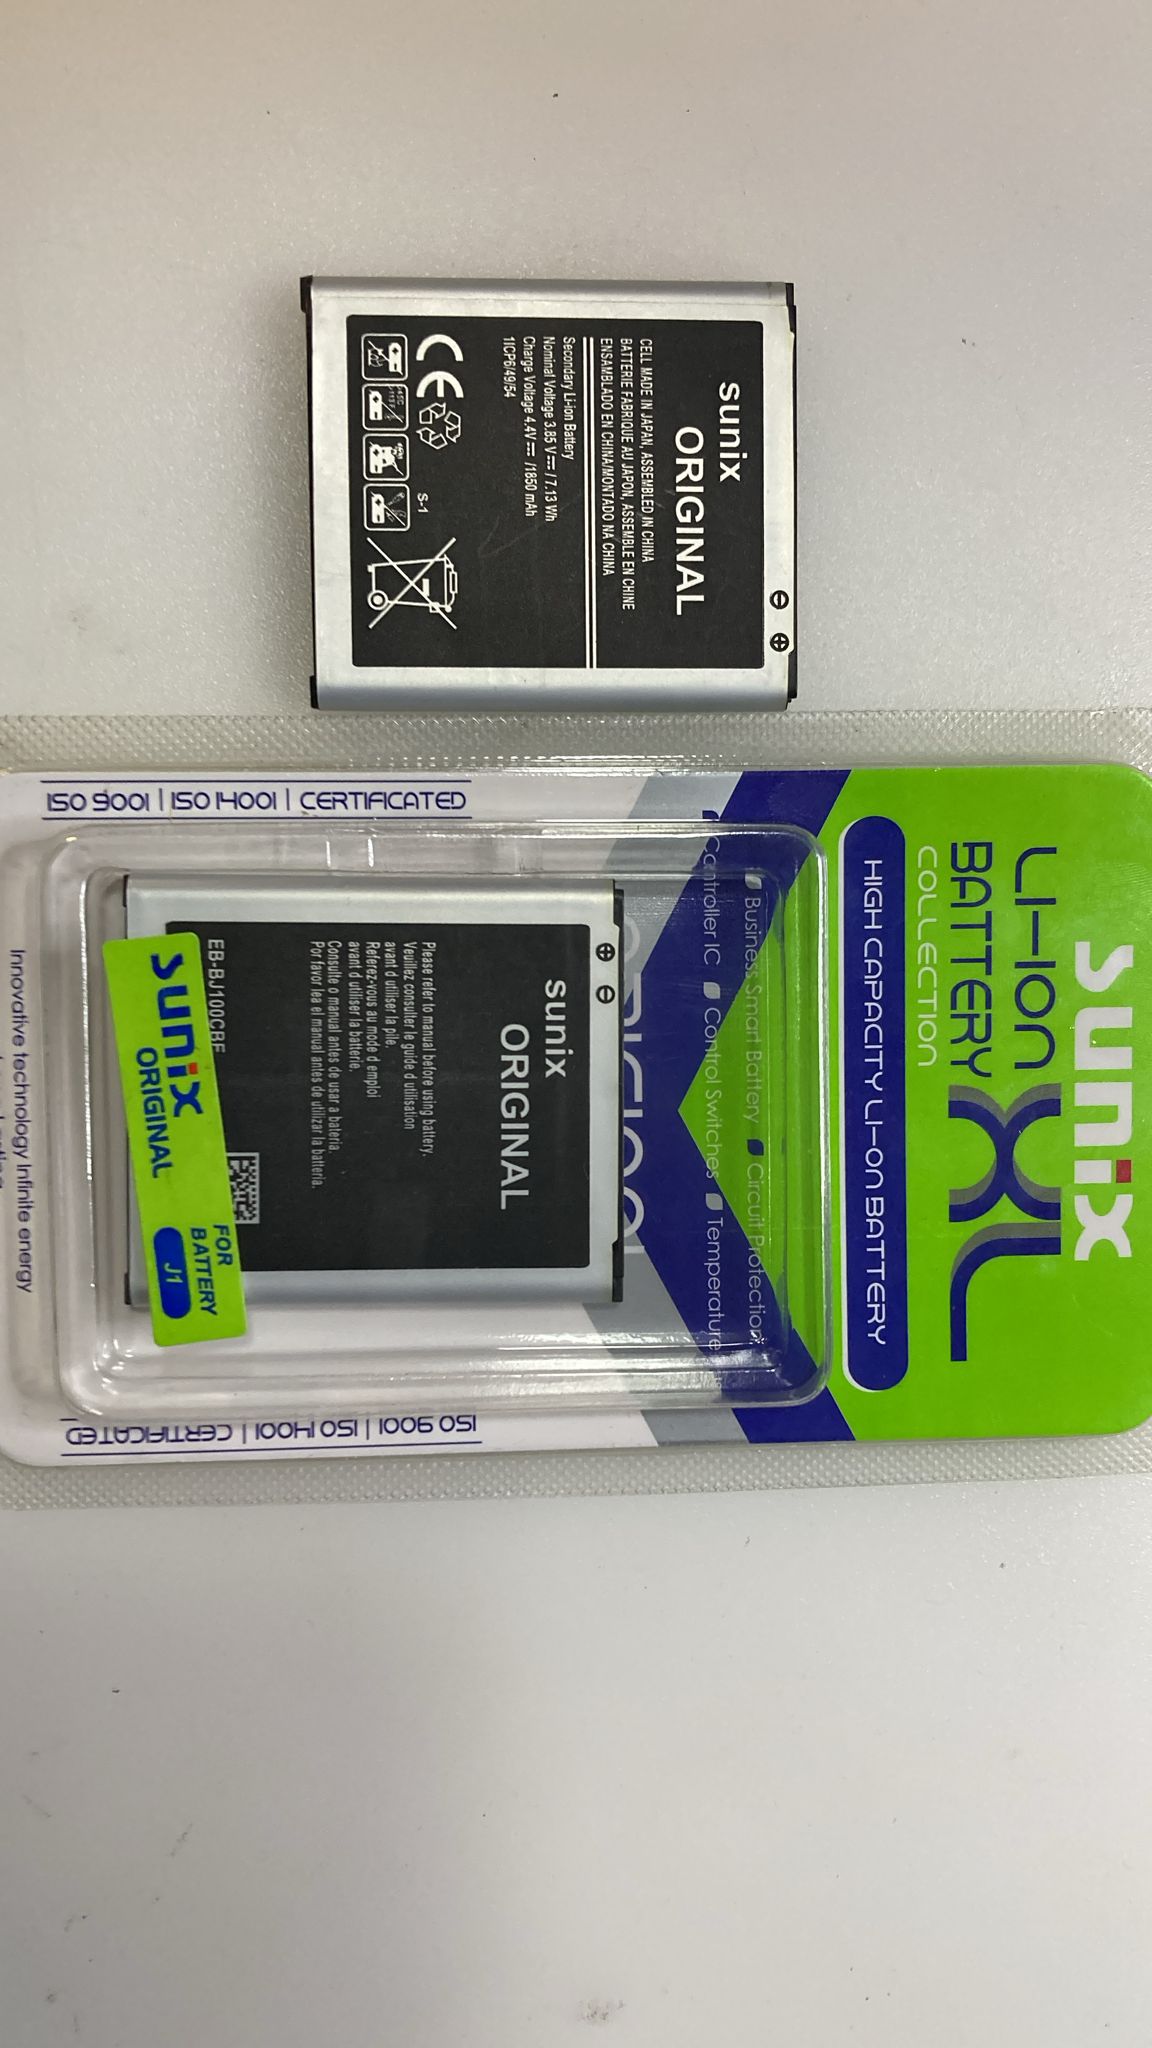 sunix
ORIGINAL
CELL MADE IN JAPAN, ASSEMBLED IN CHINA
BATTERIE FABRIQUE AU JAPON, ASSEMBLE EN CHINE
ENSAMBLADO EN CHINA/MONTADO NA CHINA
Secondary Li-ion Battery
Nominal Voltage 3.85 V⎓ / 7.13 Wh
Charge Voltage 4.4V⎓ /1850 mAh
1ICP6/49/54
CE
S-1
sunix
LI-ION
BATTERY XL
COLLECTION
HIGH CAPACITY LI-ON BATTERY
Business Smart Battery Circuit Protection
Controller IC Control Switches Temperature
ISO 9001 | ISO 14001 | CERTIFICATED
sunix
ORIGINAL
Please refer to manual before using battery.
Veuillez consulter le guide d utilisation
avant d utiliser la pile.
Referez-vous au mode d emploi
avant d utiliser la batterie,
Consulte o manual antes de usar a bateria.
Por favor lea el manual antes de utilizar la batteria.
EB-BJ100CBE
sunix
ORIGINAL
FOR
BATTERY
J1
ISO 9001 | ISO 14001 | CERTIFICATED
Innovative technology Infinite energy